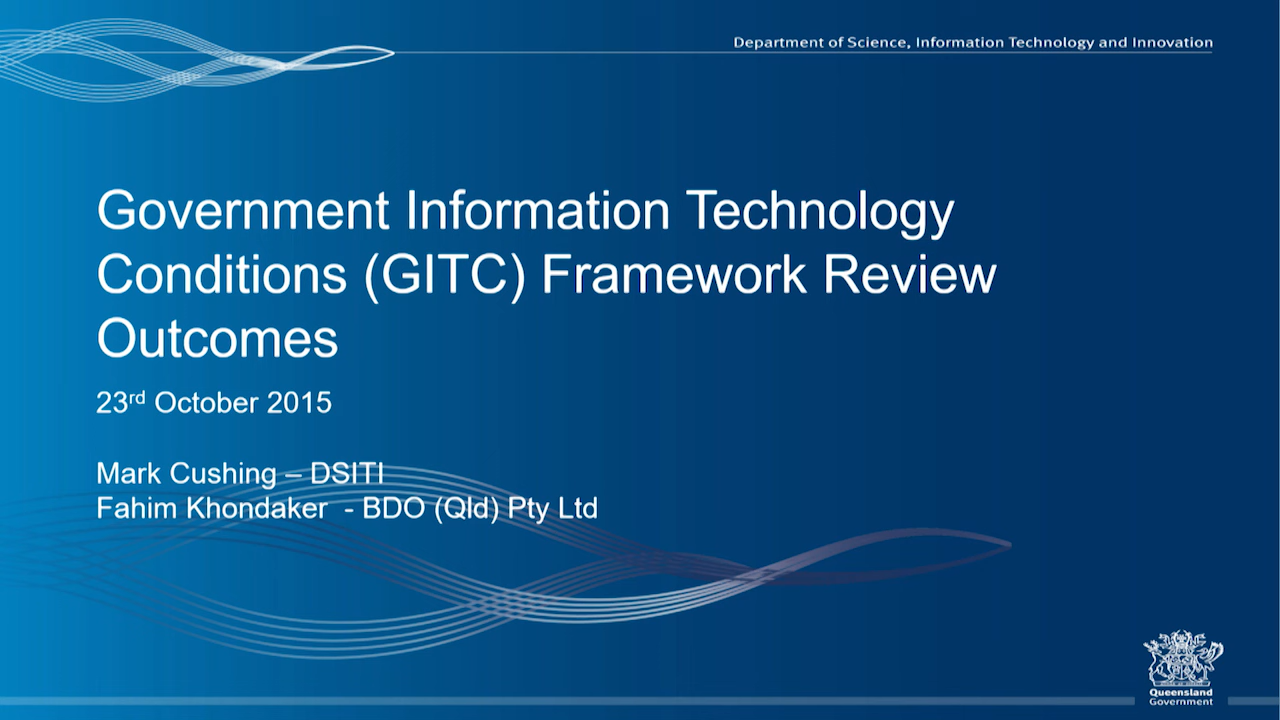 Department of Science, Information Technology and Innovation
Government Information Technology
Conditions (GITC) Framework Review
Outcomes
23rd October 2015
Mark Cushing – DSITI
Fahim Khondaker - BDO (Qld) Pty Ltd
Queensland
Government